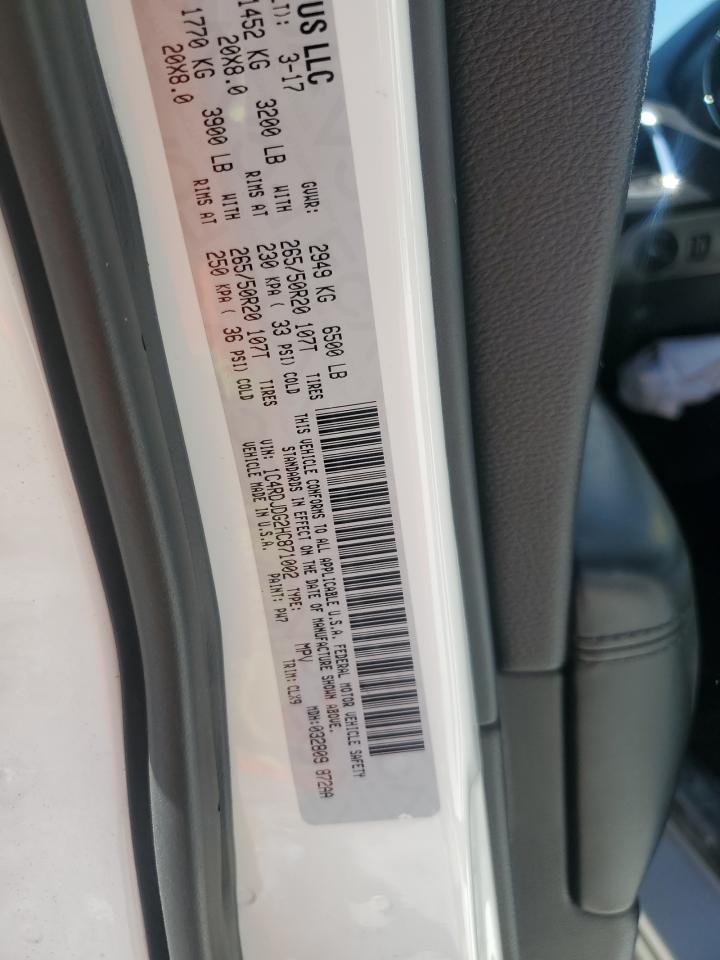 US LLC
LT): 3-17 GVWR: 2949 KG 6500 LB
1452 KG 3200 LB WITH 265/50R20 107T TIRES
20X8.0 RIMS AT 230 KPA ( 33 PSI) COLD
1770 KG 3900 LB WITH 265/50R20 107T TIRES
20X8.0 RIMS AT 250 KPA ( 36 PSI) COLD
THIS VEHICLE CONFORMS TO ALL APPLICABLE U.S.A. FEDERAL MOTOR VEHICLE SAFETY
STANDARDS IN EFFECT ON THE DATE OF MANUFACTURE SHOWN ABOVE.
VIN: 1C4RDJDG2HC871002 TYPE: MPV MDH:032809 872AA
VEHICLE MADE IN U.S.A. PAINT: PW7 TRIM:CLX9